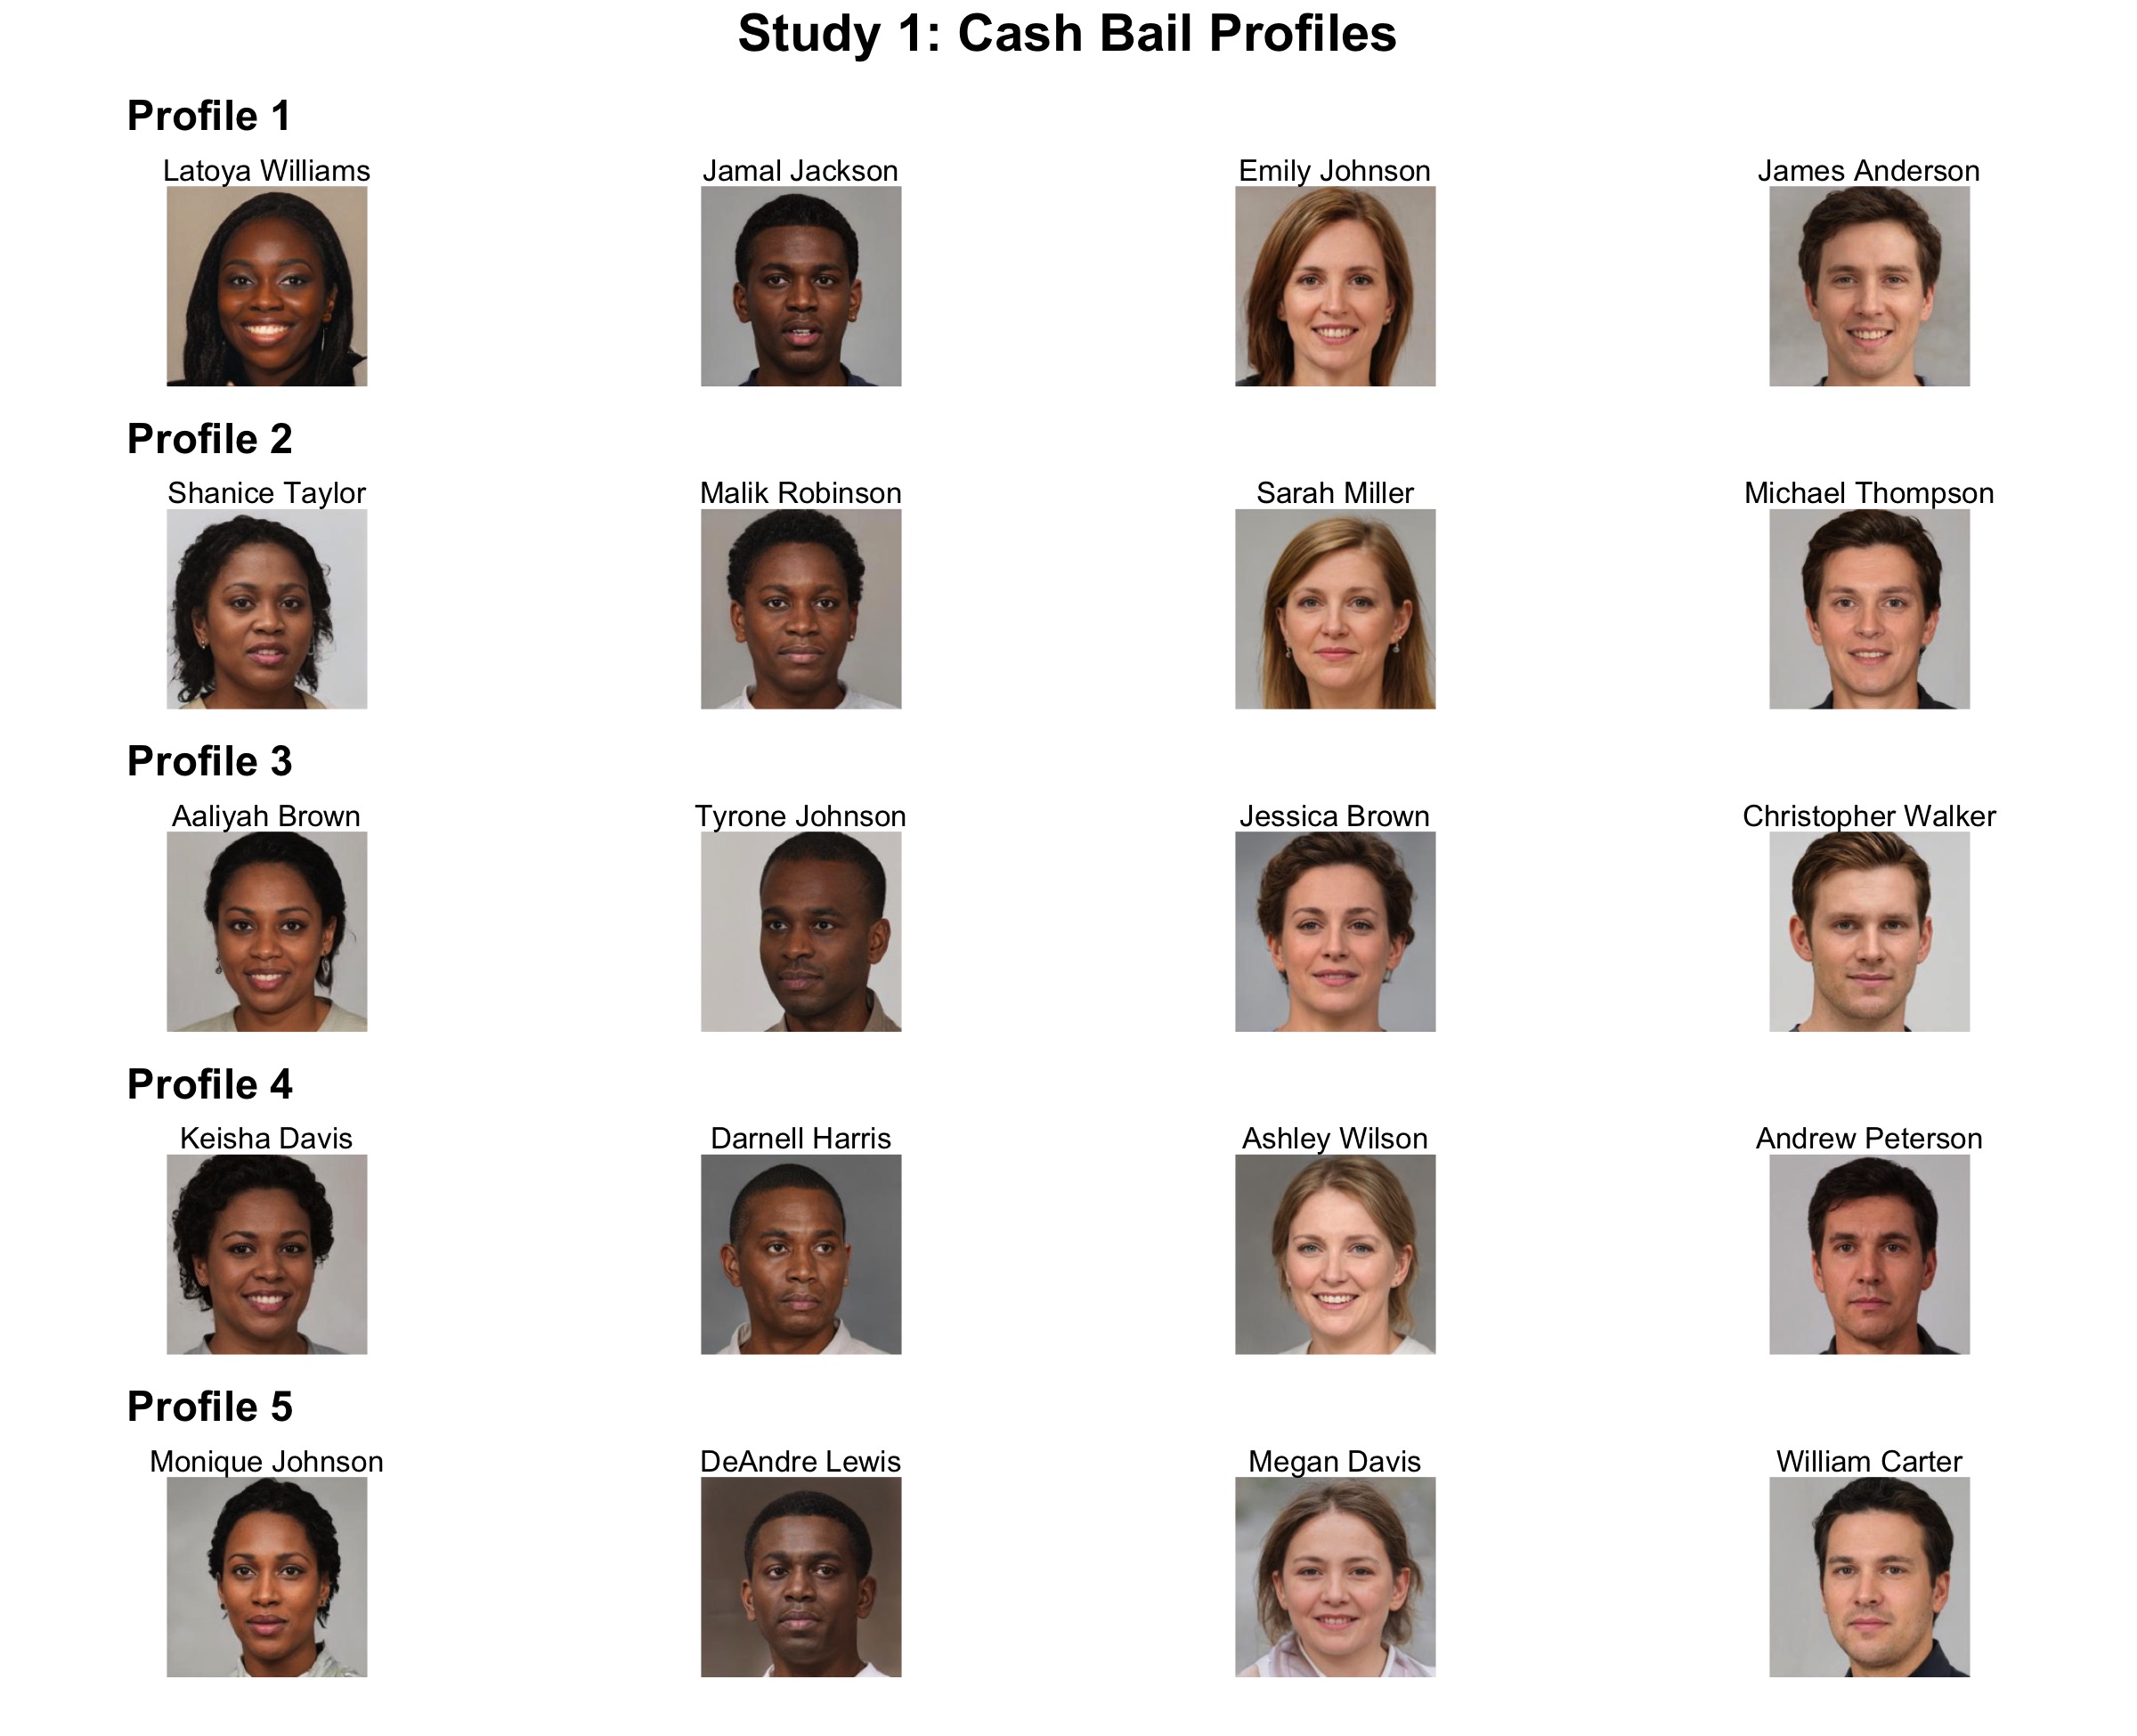 Study 1: Cash Bail Profiles
Profile 1
Latoya Williams
Jamal Jackson
Emily Johnson
James Anderson
Profile 2
Shanice Taylor
Malik Robinson
Sarah Miller
Michael Thompson
Profile 3
Aaliyah Brown
Tyrone Johnson
Jessica Brown
Christopher Walker
Profile 4
Keisha Davis
Darnell Harris
Ashley Wilson
Andrew Peterson
Profile 5
Monique Johnson
DeAndre Lewis
Megan Davis
William Carter